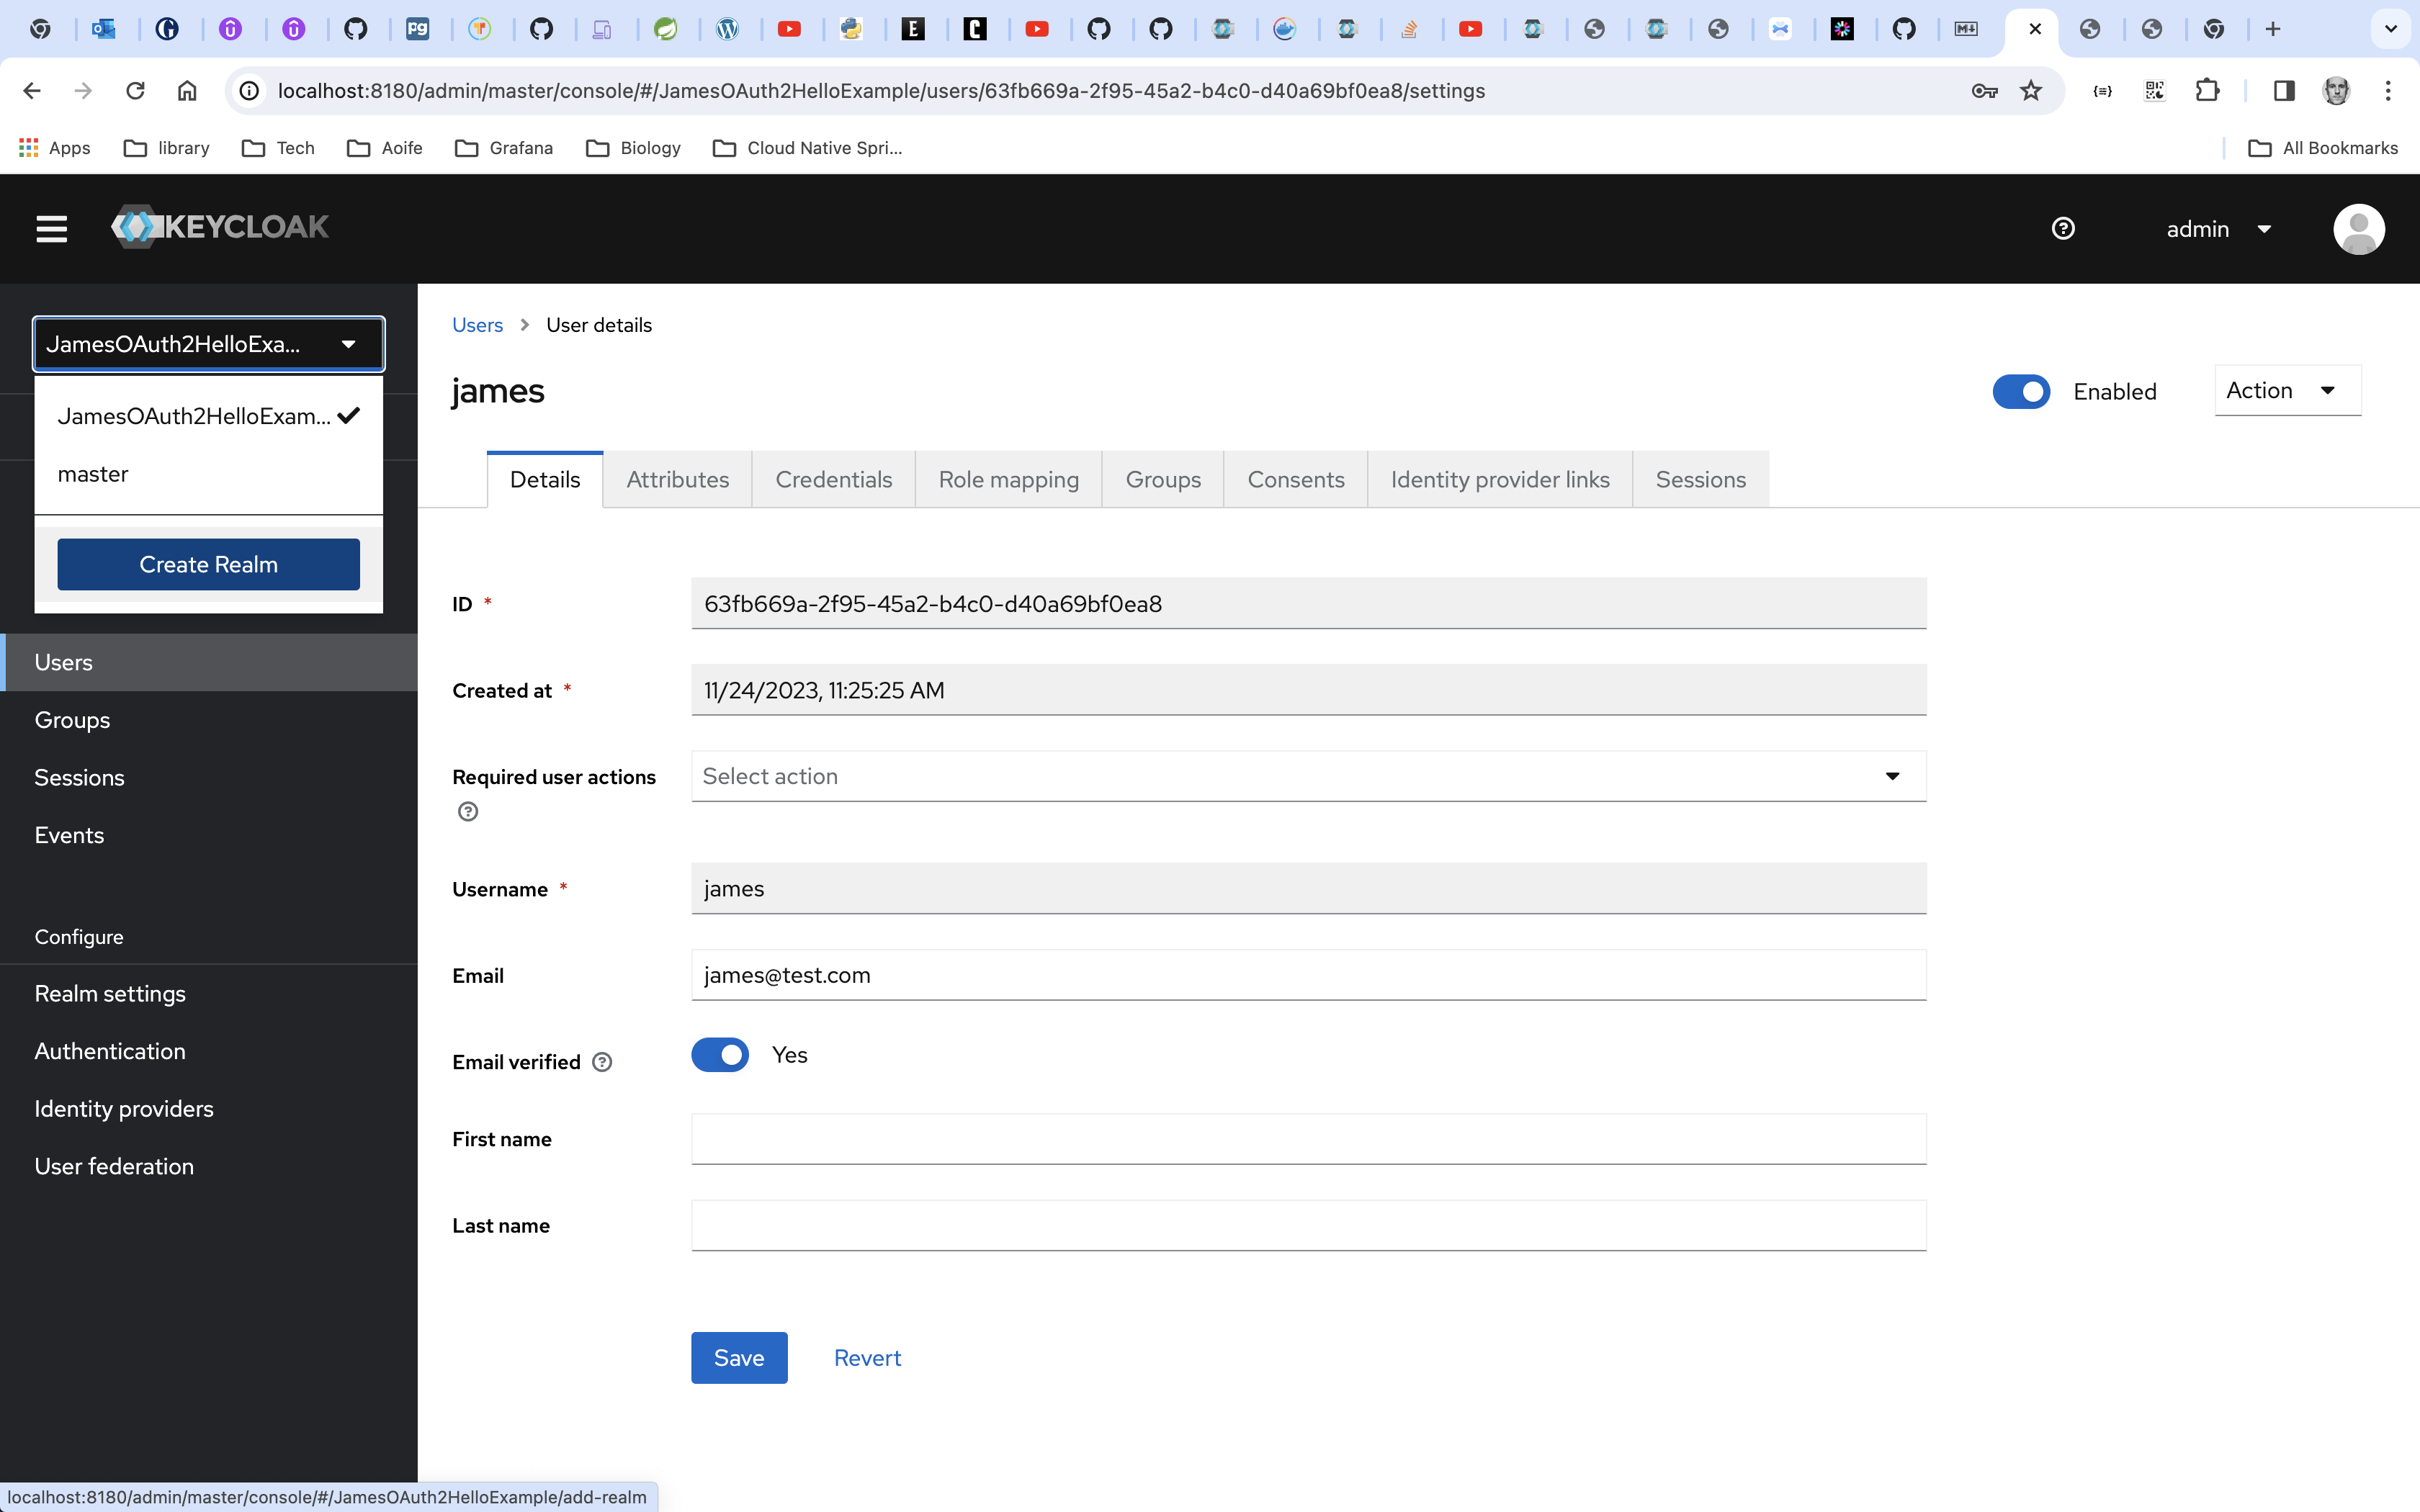 localhost:8180/admin/master/console/#/JamesOAuth2HelloExample/users/63fb669a-2f95-45a2-b4c0-d40a69bf0ea8/settings
Apps library Tech Aoife Grafana Biology Cloud Native Spri... All Bookmarks
KEYCLOAK admin
JamesOAuth2HelloExa...
JamesOAuth2HelloExam...
master
Create Realm
Users
Groups
Sessions
Events
Configure
Realm settings
Authentication
Identity providers
User federation
Users > User details
james
Enabled Action
Details Attributes Credentials Role mapping Groups Consents Identity provider links Sessions
ID * 63fb669a-2f95-45a2-b4c0-d40a69bf0ea8
Created at * 11/24/2023, 11:25:25 AM
Required user actions Select action
Username * james
Email james@test.com
Email verified Yes
First name
Last name
Save Revert
localhost:8180/admin/master/console/#/JamesOAuth2HelloExample/add-realm